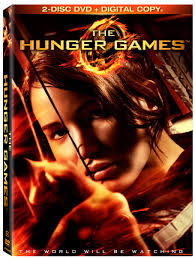 2-DISC DVD + DIGITAL COPY
THE
HUNGER GAMES
THE WORLD WILL BE WATCHING
THE
HUNGER GAMES